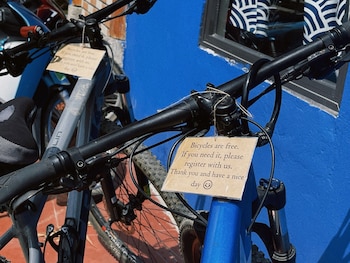 Bicycles are free.
If you need it, please
register with us.
Thank you and have a nice
day ☺